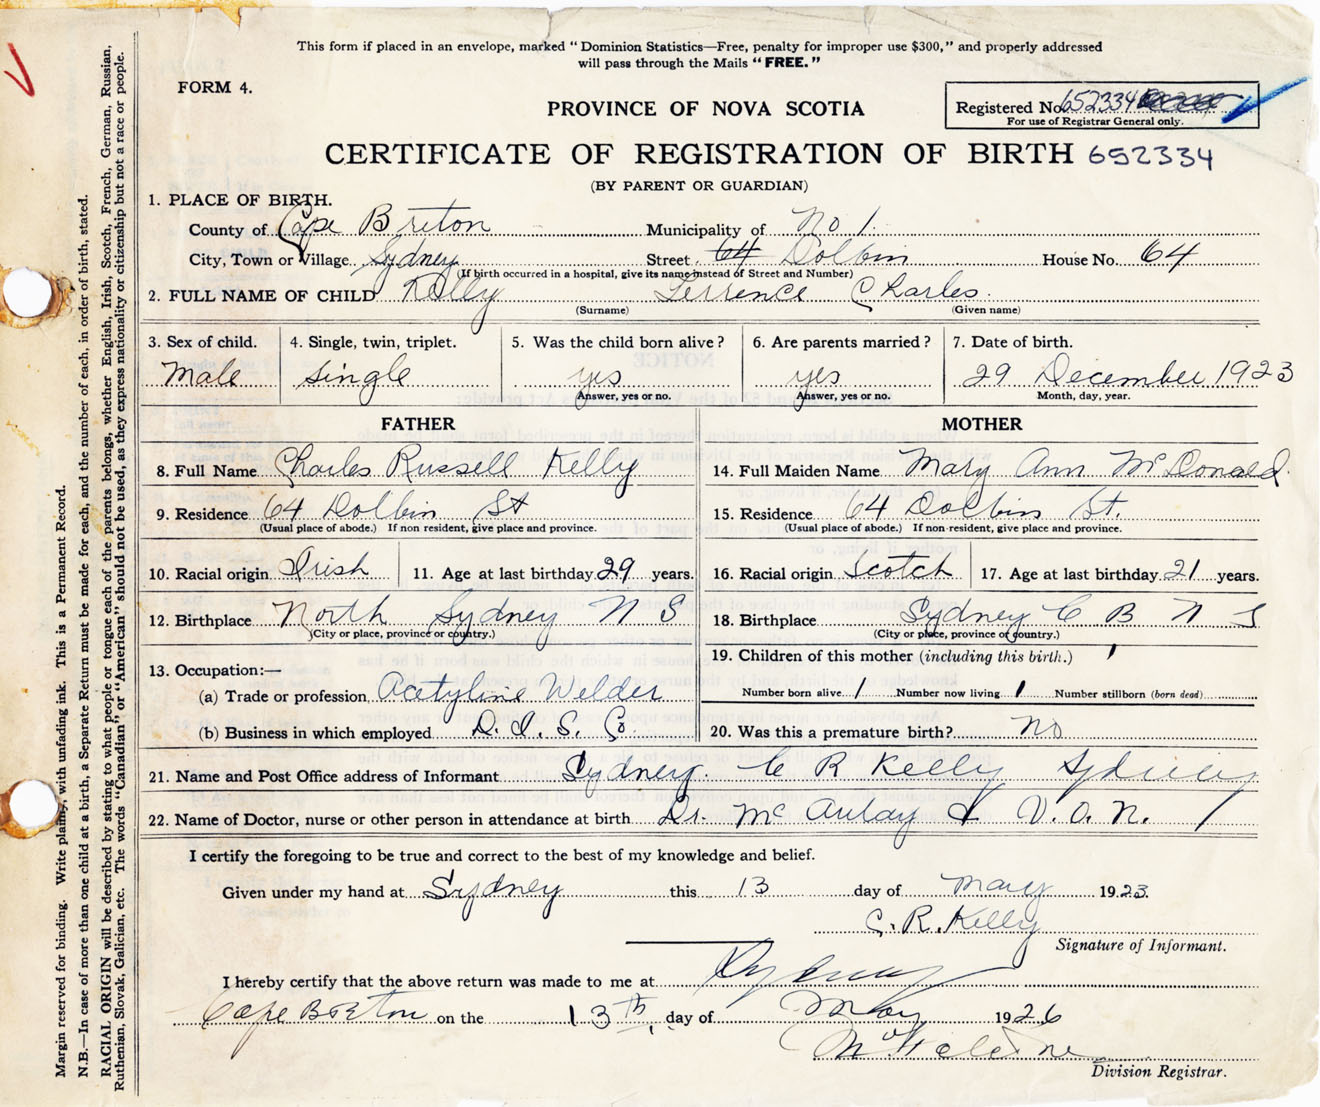 This form if placed in an envelope, marked "Dominion Statistics—Free, penalty for improper use $300," and properly addressed
will pass through the Mails "FREE."
FORM 4.
PROVINCE OF NOVA SCOTIA
Registered No. 652334
For use of Registrar General only.
CERTIFICATE OF REGISTRATION OF BIRTH 652334
(BY PARENT OR GUARDIAN)
1. PLACE OF BIRTH.
County of Cape Breton Municipality of No 1.
City, Town or Village Sydney Street 64 Dolbin House No. 64
(If birth occurred in a hospital, give its name instead of Street and Number)
2. FULL NAME OF CHILD Kelly Terrence Charles
(Surname) (Given name)
3. Sex of child. 4. Single, twin, triplet. 5. Was the child born alive? 6. Are parents married? 7. Date of birth.
Male single yes yes 29 December 1923
Answer, yes or no. Answer, yes or no. Month, day, year.
FATHER MOTHER
8. Full Name Charles Russell Kelly 14. Full Maiden Name Mary Ann McDonald
9. Residence 64 Dolbin St 15. Residence 64 Dolbin St.
(Usual place of abode.) If non resident, give place and province. (Usual place of abode.) If non-resident, give place and province.
10. Racial origin Irish 11. Age at last birthday 29 years. 16. Racial origin Scotch 17. Age at last birthday 21 years.
12. Birthplace North Sydney N S 18. Birthplace Sydney C B N S
(City or place, province or country.) (City or place, province or country.)
13. Occupation:— 19. Children of this mother (including this birth.) 1
(a) Trade or profession Acetyline Welder Number born alive 1 Number now living 1 Number stillborn (born dead)
(b) Business in which employed D. I. S. Co. 20. Was this a premature birth? No
21. Name and Post Office address of Informant Sydney. C R Kelly Sydney
22. Name of Doctor, nurse or other person in attendance at birth Dr. McAulay & V. O. N.
I certify the foregoing to be true and correct to the best of my knowledge and belief.
Given under my hand at Sydney this 13 day of May 1923
C. R. Kelly
Signature of Informant.
I hereby certify that the above return was made to me at Sydney
Cape Breton on the 13th day of May 1926
Division Registrar.
Margin reserved for binding. Write plainly, with unfading ink. This is a Permanent Record.
N.B.—In case of more than one child at a birth, a Separate Return must be made for each, and the number of each, in order of birth, stated.
RACIAL ORIGIN will be described by stating to what people or tongue each of the parents belongs, whether English, Irish, Scotch, French, German, Russian,
Ruthenian, Slovak, Galician, etc. The words "Canadian" or "American" should not be used, as they express nationality or citizenship but not a race or people.